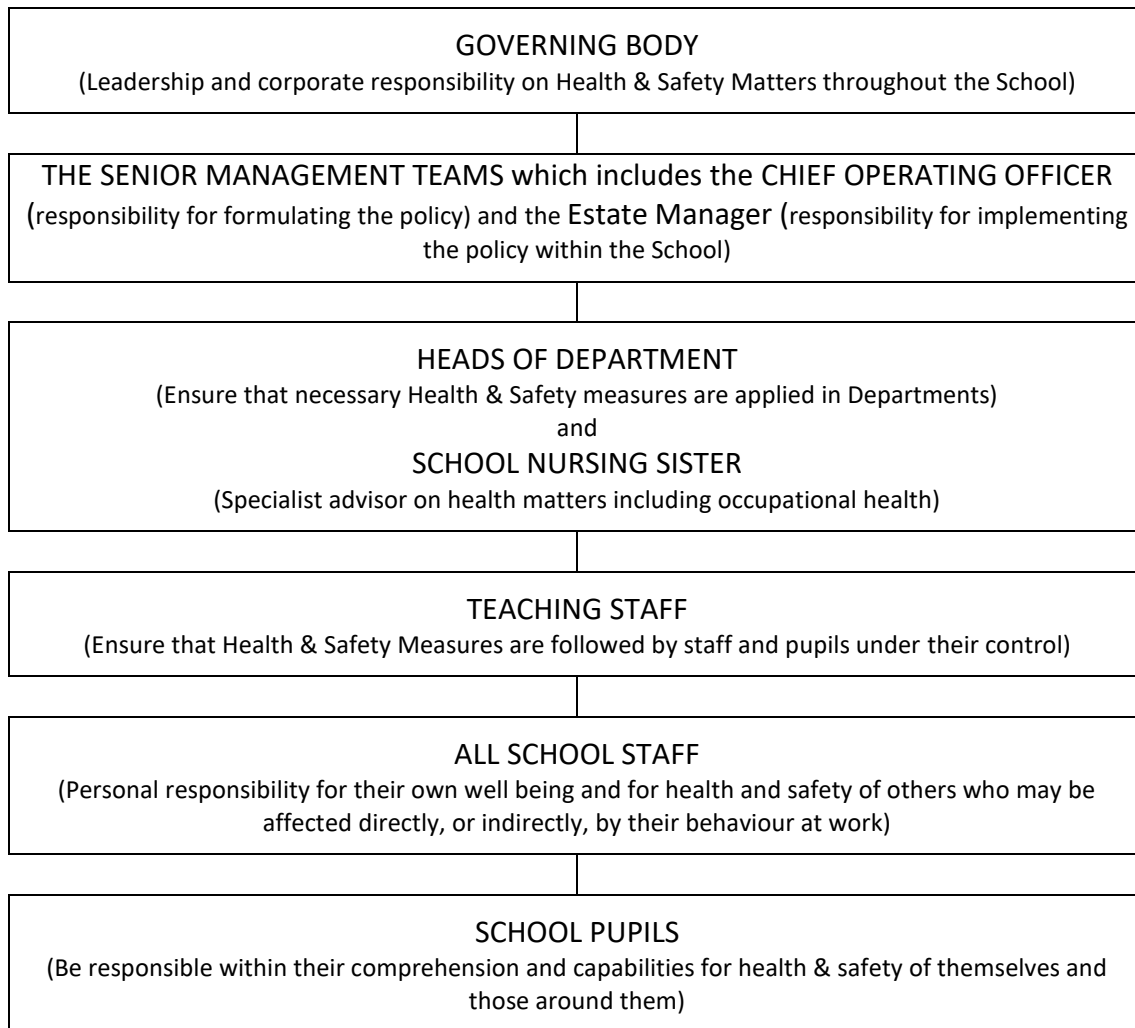 GOVERNING BODY
(Leadership and corporate responsibility on Health & Safety Matters throughout the School)
THE SENIOR MANAGEMENT TEAMS which includes the CHIEF OPERATING OFFICER
(responsibility for formulating the policy) and the Estate Manager (responsibility for implementing
the policy within the School)
HEADS OF DEPARTMENT
(Ensure that necessary Health & Safety measures are applied in Departments)
and
SCHOOL NURSING SISTER
(Specialist advisor on health matters including occupational health)
TEACHING STAFF
(Ensure that Health & Safety Measures are followed by staff and pupils under their control)
ALL SCHOOL STAFF
(Personal responsibility for their own well being and for health and safety of others who may be
affected directly, or indirectly, by their behaviour at work)
SCHOOL PUPILS
(Be responsible within their comprehension and capabilities for health & safety of themselves and
those around them)